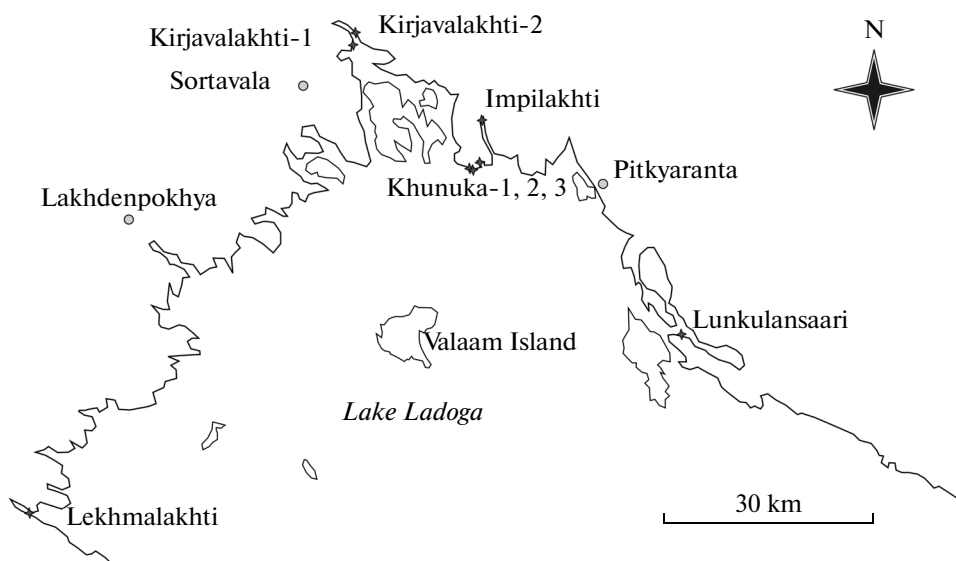 Kirjavalakhti-2
Kirjavalakhti-1
N
Sortavala
Impilakhti
Pitkyaranta
Khunuka-1, 2, 3
Lakhdenpokhya
Lunkulansaari
Valaam Island
Lake Ladoga
30 km
Lekhmalakhti